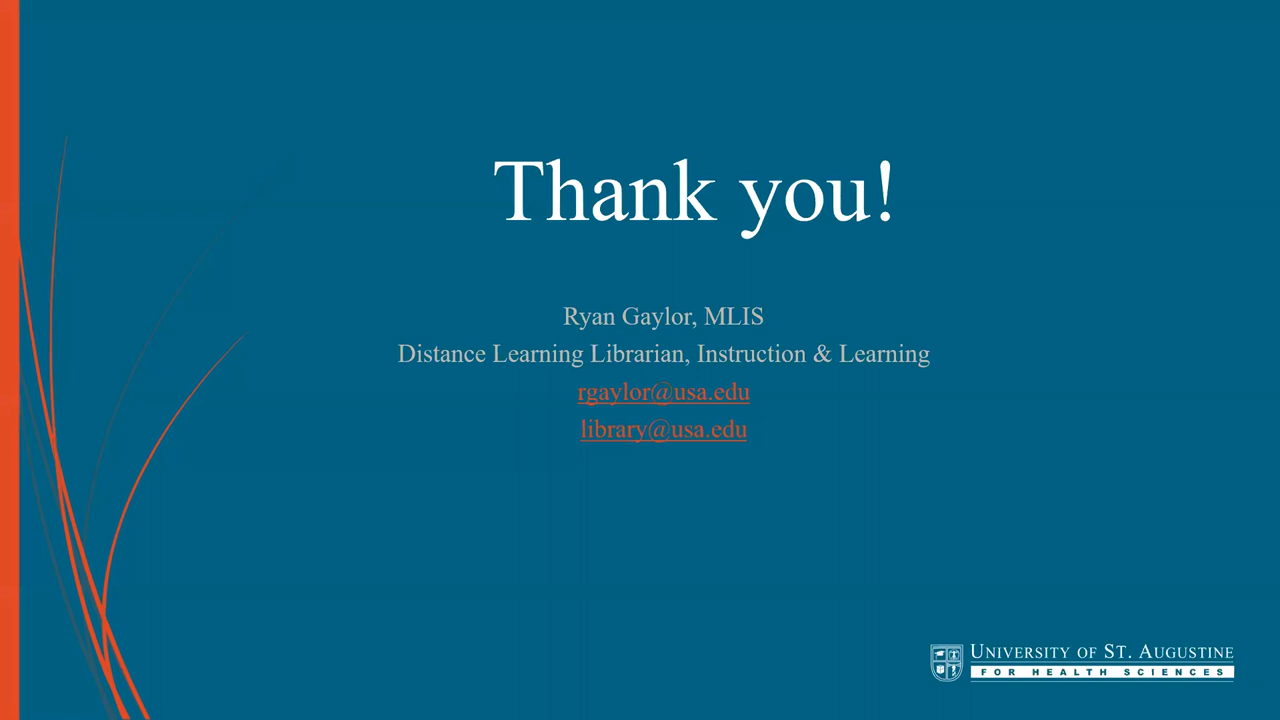 Thank you!
Ryan Gaylor, MLIS
Distance Learning Librarian, Instruction & Learning
rgaylor@usa.edu
library@usa.edu
UNIVERSITY OF ST. AUGUSTINE
FOR HEALTH SCIENCES